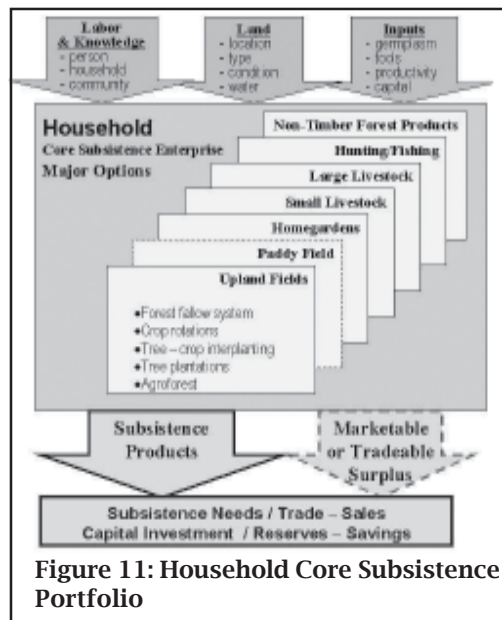 Labor
& Knowledge
- person
- household
- community
Land
- location
- type
- condition
- water
Inputs
- germplasm
- tools
- productivity
- capital
Household
Core Subsistence Enterprise
Major Options
Non-Timber Forest Products
Hunting/Fishing
Large Livestock
Small Livestock
Homegardens
Paddy Field
Upland Fields
•Forest fallow system
•Crop rotations
•Tree – crop interplanting
•Tree plantations
•Agroforest
Subsistence
Products
Marketable
or Tradeable
Surplus
Subsistence Needs / Trade – Sales
Capital Investment / Reserves – Savings
Figure 11: Household Core Subsistence
Portfolio